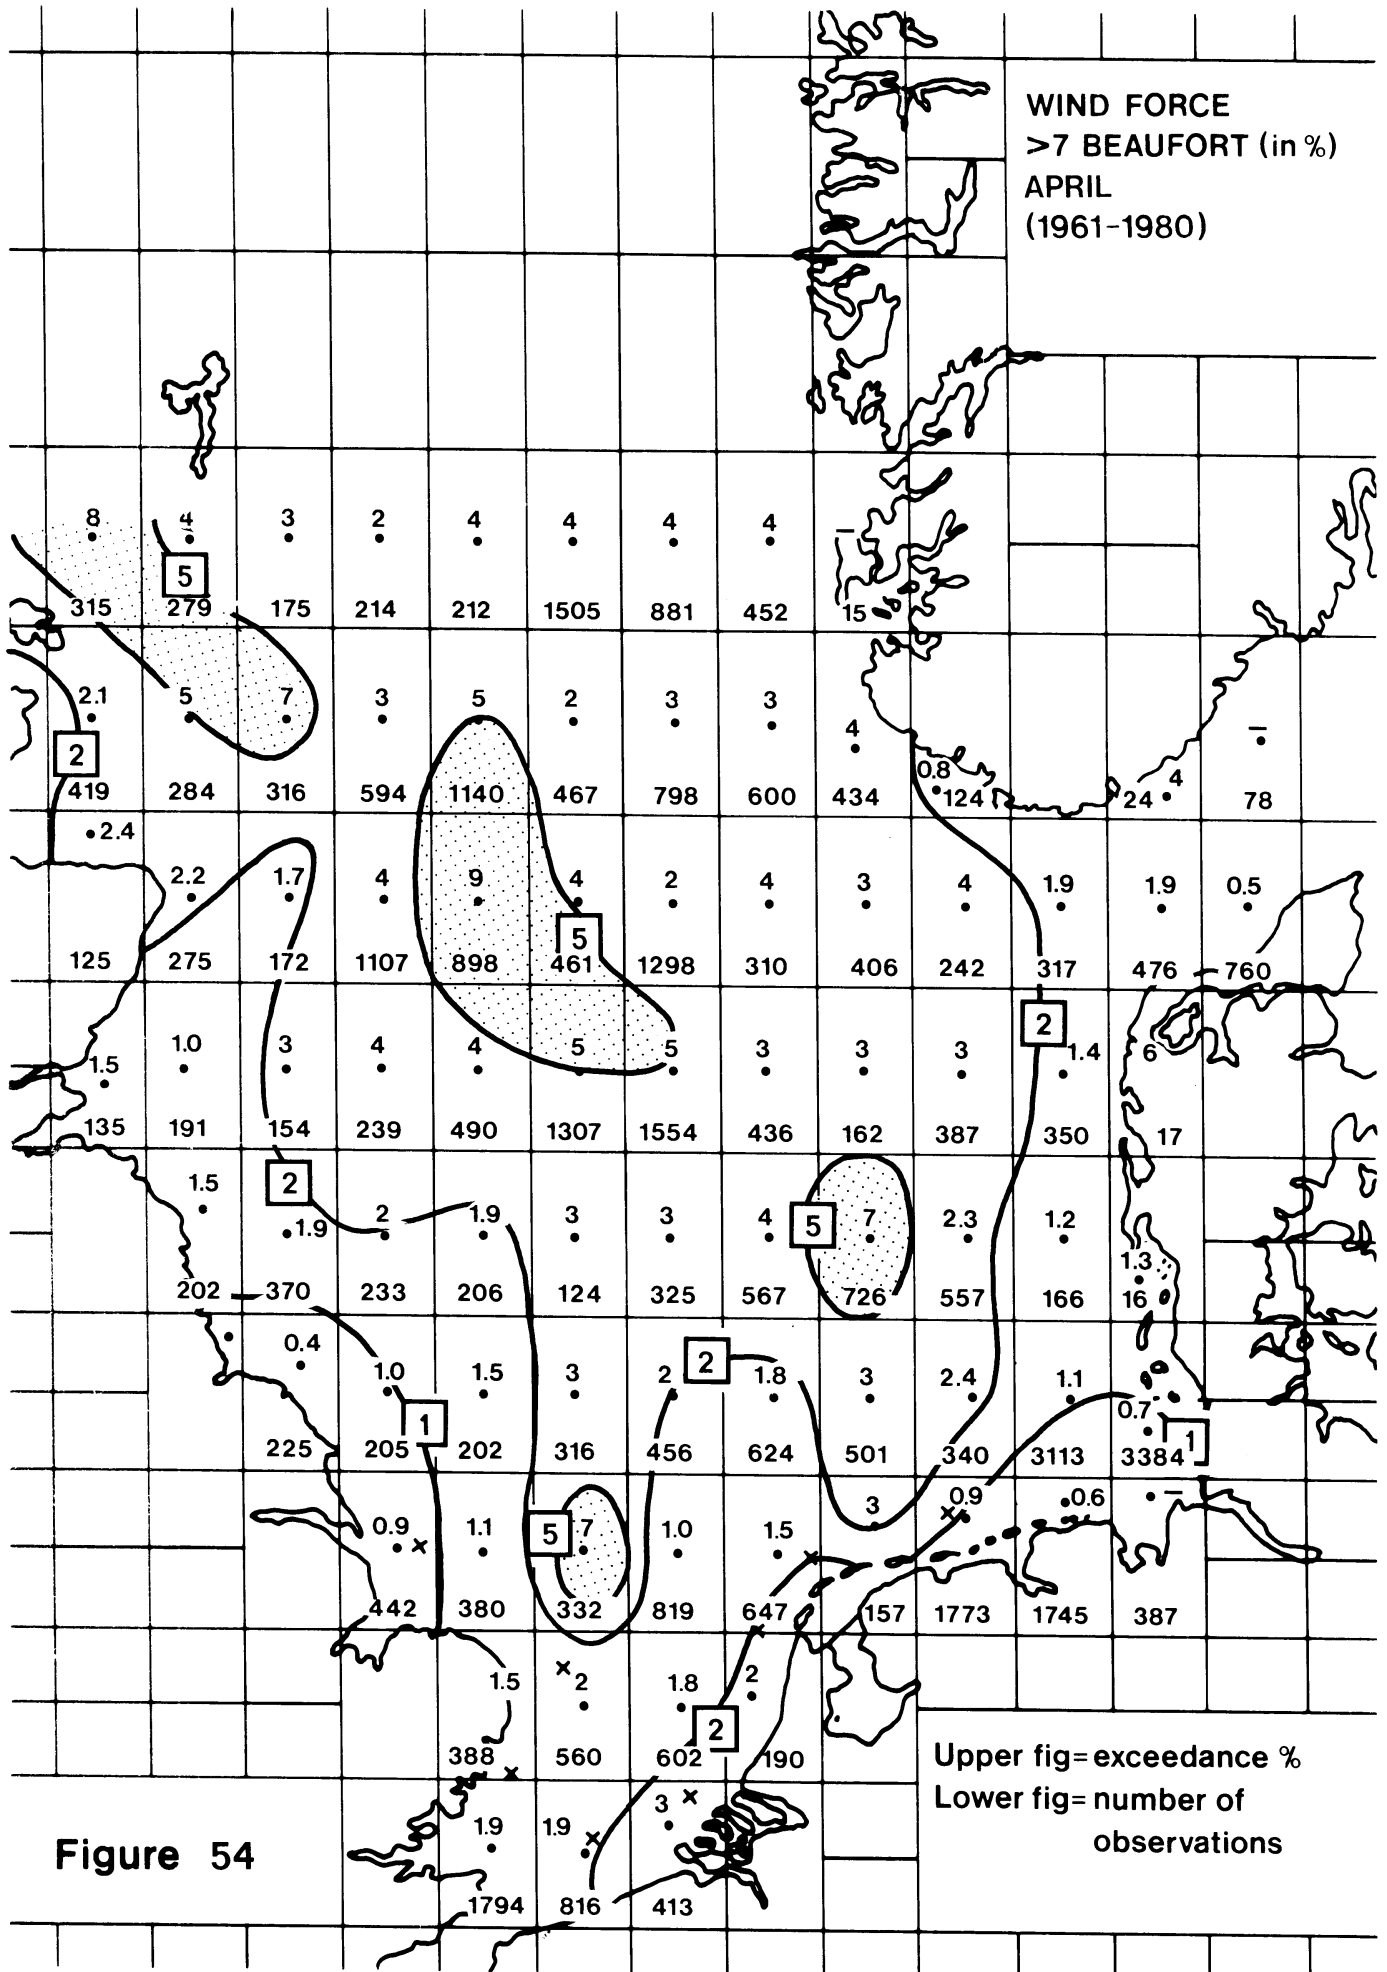 WIND FORCE
>7 BEAUFORT (in %)
APRIL
(1961-1980)
8 4 3 2 4 4 4 4 –
5
315 279 175 214 212 1505 881 452 15
2.1 5 7 3 5 2 3 3
4 –
2 0.8 4
419 284 316 594 1140 467 798 600 434 124 24 78
2.4
2.2 1.7 4 9 4 2 4 3 4 1.9 1.9 0.5
5
125 275 172 1107 898 461 1298 310 406 242 317 476 760
2
1.5 1.0 3 4 4 5 5 3 3 3 1.4 6
135 191 154 239 490 1307 1554 436 162 387 350 17
1.5 2
1.9 2 1.9 3 3 4 5 7 2.3 1.2
1.3
202 370 233 206 124 325 567 726 557 166 16
0.4 2
1.0 1.5 3 2 1.8 3 2.4 1.1
1 0.7
225 205 202 316 456 624 501 340 3113 3384 1
3 0.9 0.6 –
0.9 x 1.1 5 7 1.0 1.5 x x
442 380 332 819 647 157 1773 1745 387
x
1.5 x 2 1.8 2
2
388 560 602 190
x
Upper fig= exceedance %
Lower fig= number of
observations
3 x
1.9 1.9 x
Figure 54
1794 816 413